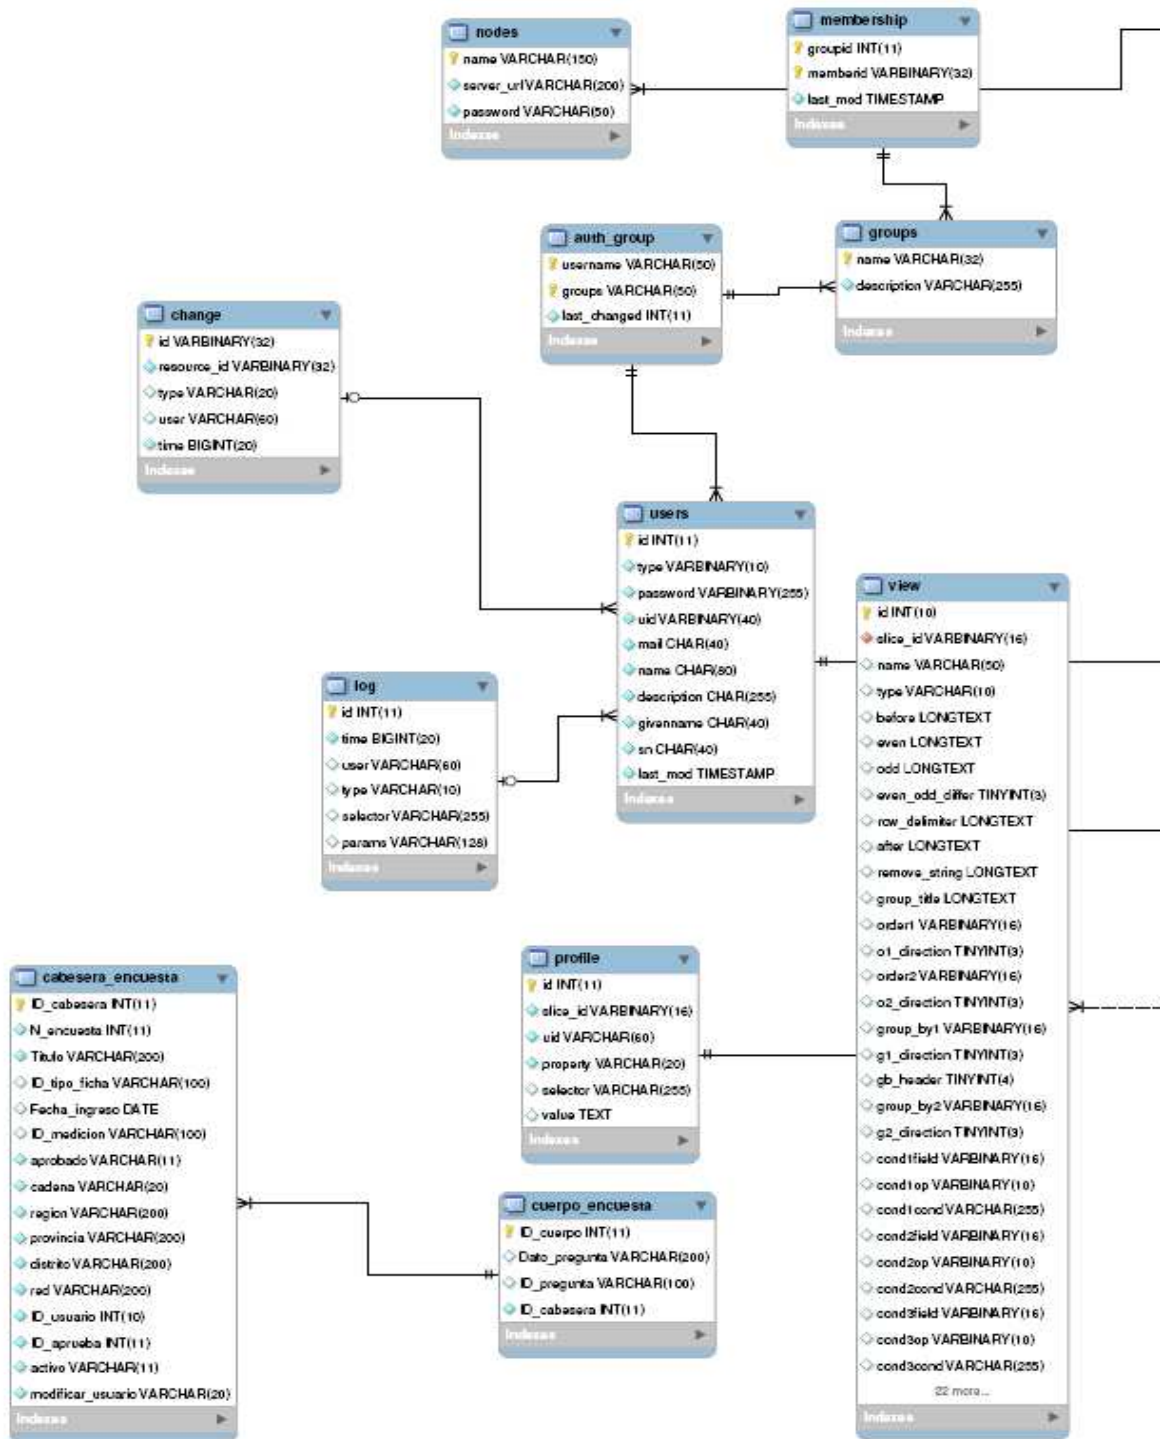 nodes
name VARCHAR(150)
server_url VARCHAR(200)
password VARCHAR(50)
Indexes
membership
groupid INT(11)
memberid VARBINARY(32)
last_mod TIMESTAMP
Indexes
auth_group
username VARCHAR(50)
groups VARCHAR(50)
last_changed INT(11)
Indexes
groups
name VARCHAR(32)
description VARCHAR(255)
Indexes
change
id VARBINARY(32)
resource_id VARBINARY(32)
type VARCHAR(20)
user VARCHAR(60)
time BIGINT(20)
Indexes
users
id INT(11)
type VARBINARY(10)
password VARBINARY(255)
uid VARBINARY(40)
mail CHAR(40)
name CHAR(80)
description CHAR(255)
givenname CHAR(40)
sn CHAR(40)
last_mod TIMESTAMP
Indexes
log
id INT(11)
time BIGINT(20)
user VARCHAR(60)
type VARCHAR(10)
selector VARCHAR(255)
params VARCHAR(128)
Indexes
view
id INT(10)
slice_id VARBINARY(16)
name VARCHAR(50)
type VARCHAR(10)
before LONGTEXT
even LONGTEXT
odd LONGTEXT
even_odd_differ TINYINT(3)
row_delimiter LONGTEXT
after LONGTEXT
remove_string LONGTEXT
group_title LONGTEXT
order1 VARBINARY(16)
o1_direction TINYINT(3)
order2 VARBINARY(16)
o2_direction TINYINT(3)
group_by1 VARBINARY(16)
g1_direction TINYINT(3)
gb_header TINYINT(4)
group_by2 VARBINARY(16)
g2_direction TINYINT(3)
cond1field VARBINARY(16)
cond1op VARBINARY(10)
cond1cond VARCHAR(255)
cond2field VARBINARY(16)
cond2op VARBINARY(10)
cond2cond VARCHAR(255)
cond3field VARBINARY(16)
cond3op VARBINARY(10)
cond3cond VARCHAR(255)
22 more...
Indexes
profile
id INT(11)
slice_id VARBINARY(16)
uid VARCHAR(60)
property VARCHAR(20)
selector VARCHAR(255)
value TEXT
Indexes
cabesera_encuesta
ID_cabesera INT(11)
N_encuesta INT(11)
Titulo VARCHAR(200)
ID_tipo_ficha VARCHAR(100)
Fecha_ingreso DATE
ID_medicion VARCHAR(100)
aprobado VARCHAR(11)
cadena VARCHAR(20)
region VARCHAR(200)
provincia VARCHAR(200)
distrito VARCHAR(200)
red VARCHAR(200)
ID_usuario INT(10)
ID_aprueba INT(11)
activo VARCHAR(11)
modificar_usuario VARCHAR(20)
Indexes
cuerpo_encuesta
ID_cuerpo INT(11)
Dato_pregunta VARCHAR(200)
ID_pregunta VARCHAR(100)
ID_cabesera INT(11)
Indexes